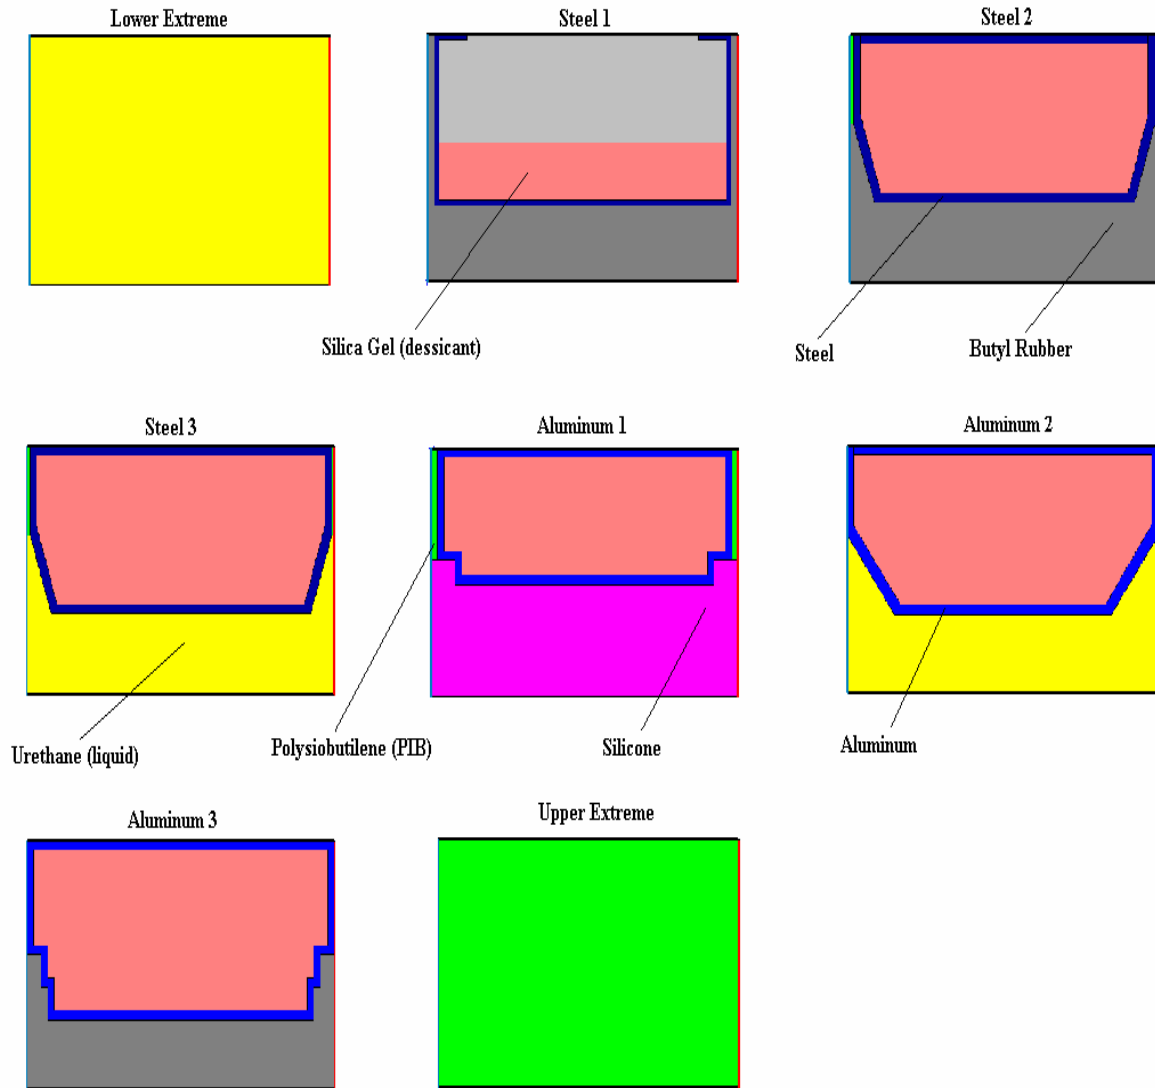 Lower Extreme
Steel 1
Steel 2
Silica Gel (dessicant)
Steel
Butyl Rubber
Steel 3
Aluminum 1
Aluminum 2
Urethane (liquid)
Polysiobutilene (PIB)
Silicone
Aluminum
Aluminum 3
Upper Extreme